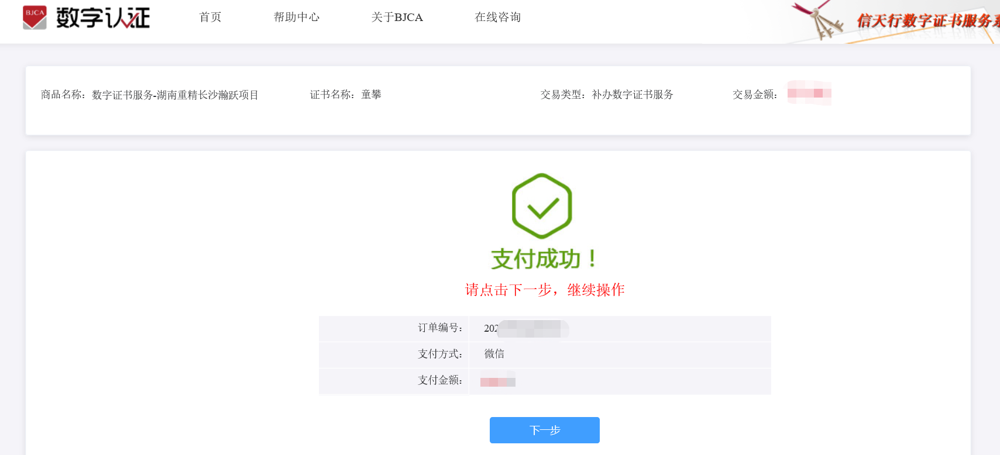 BJCA 数字认证
首页 帮助中心 关于BJCA 在线咨询
信天行数字证书服务系
商品名称：数字证书服务-湖南重精长沙瀚跃项目 证书名称：童攀 交易类型：补办数字证书服务 交易金额：
支付成功！
请点击下一步，继续操作
订单编号： 202
支付方式： 微信
支付金额：
下一步